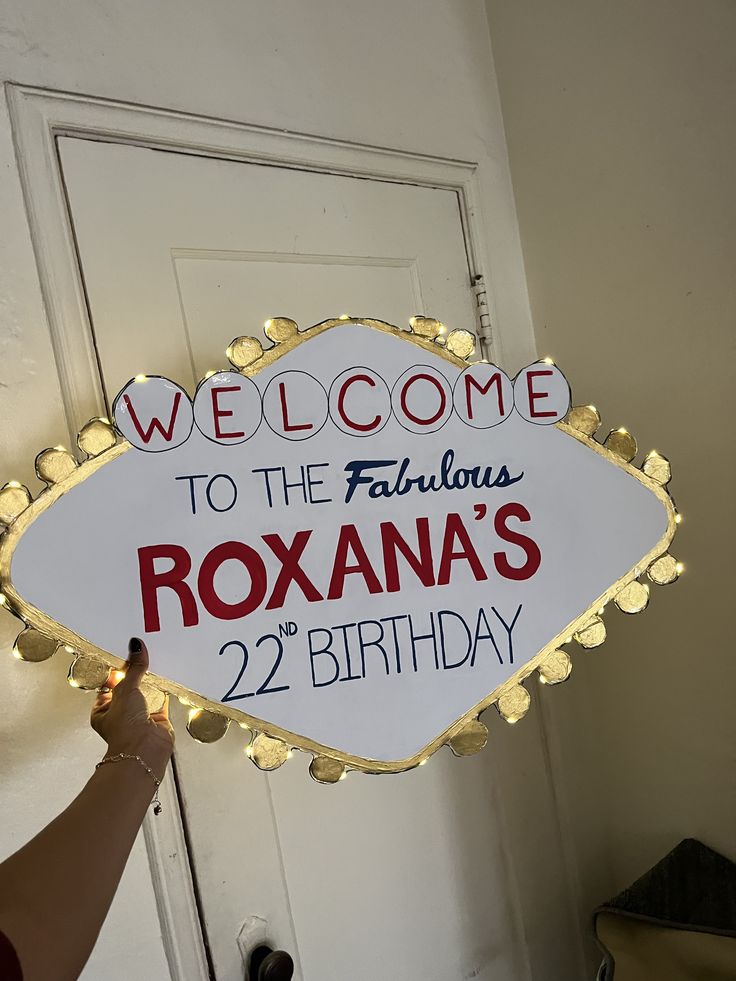 WELCOME
TO THE Fabulous
ROXANA'S
22ND BIRTHDAY